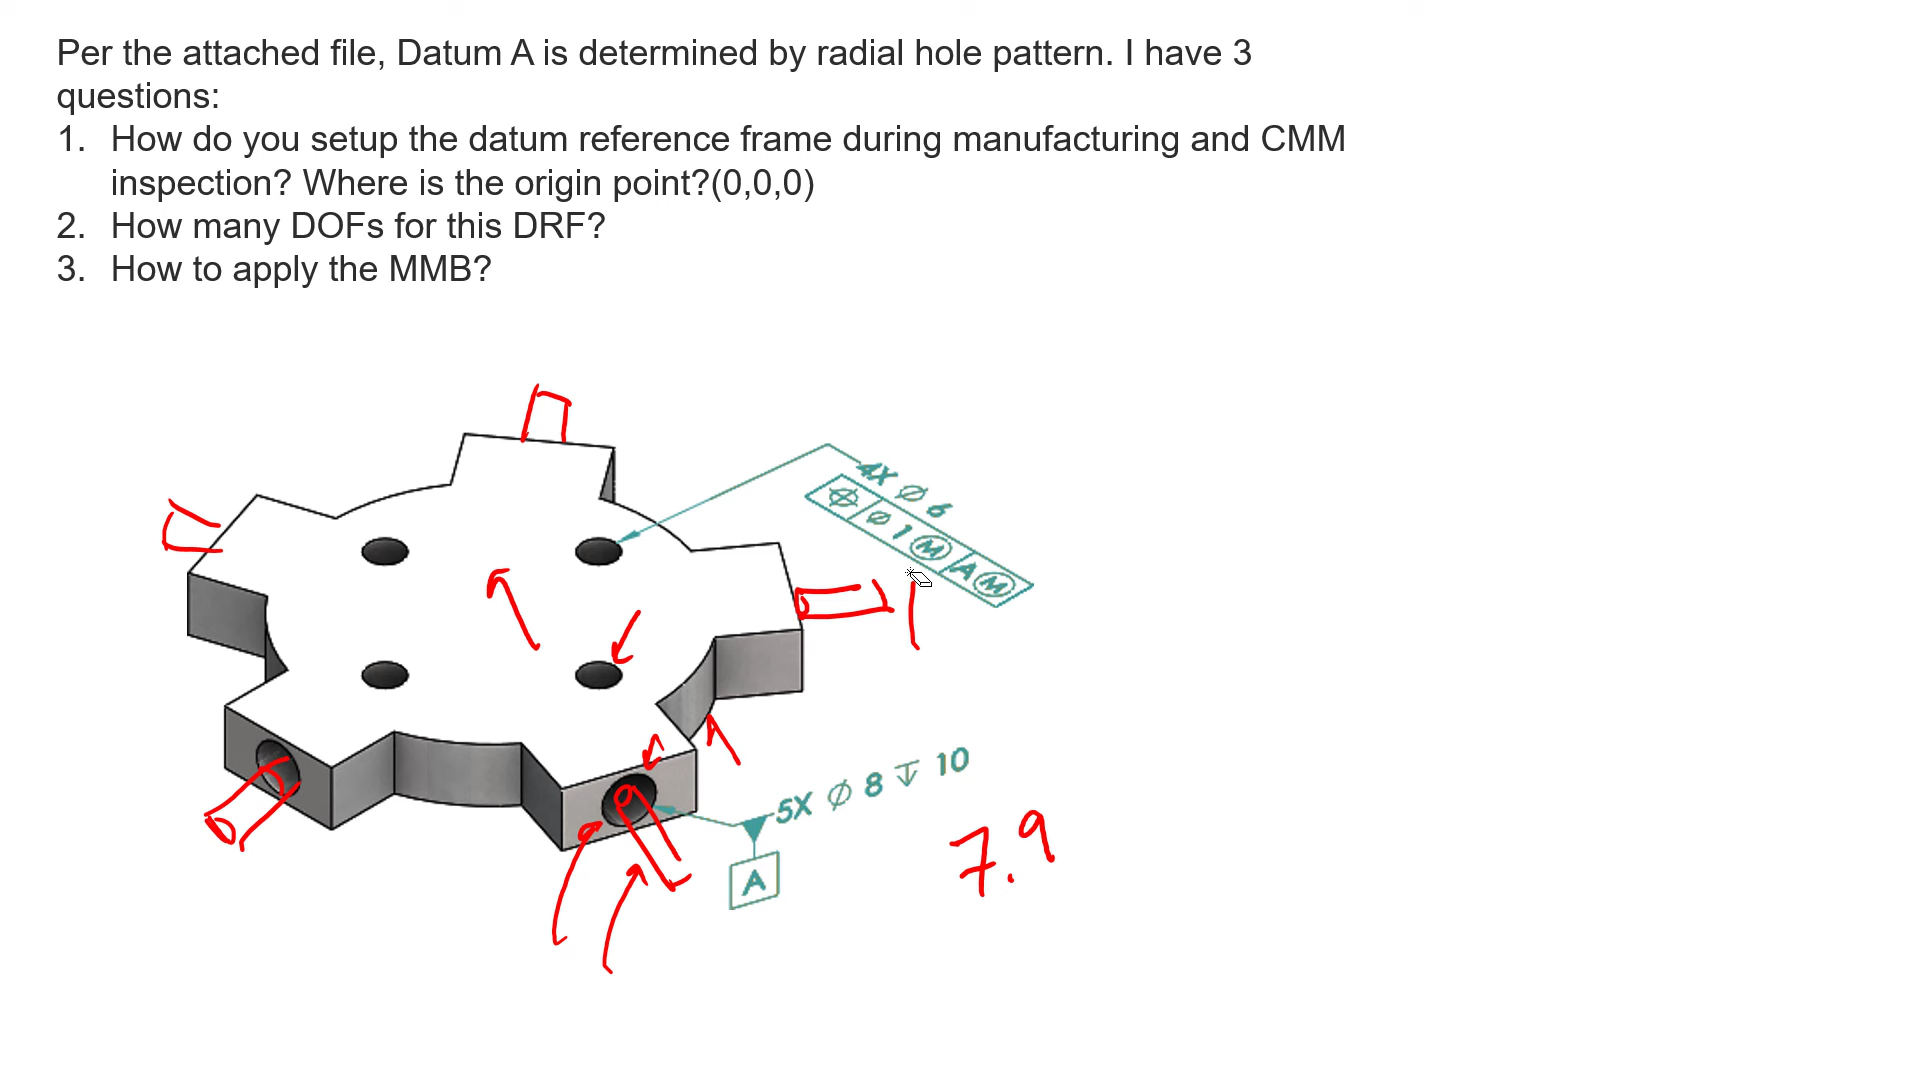 Per the attached file, Datum A is determined by radial hole pattern. I have 3
questions:
1. How do you setup the datum reference frame during manufacturing and CMM
inspection? Where is the origin point?(0,0,0)
2. How many DOFs for this DRF?
3. How to apply the MMB?
4X ⌀ 6
⌖ ⌀ 1 Ⓜ A Ⓜ
5X ⌀ 8 ↧ 10
A
7.9